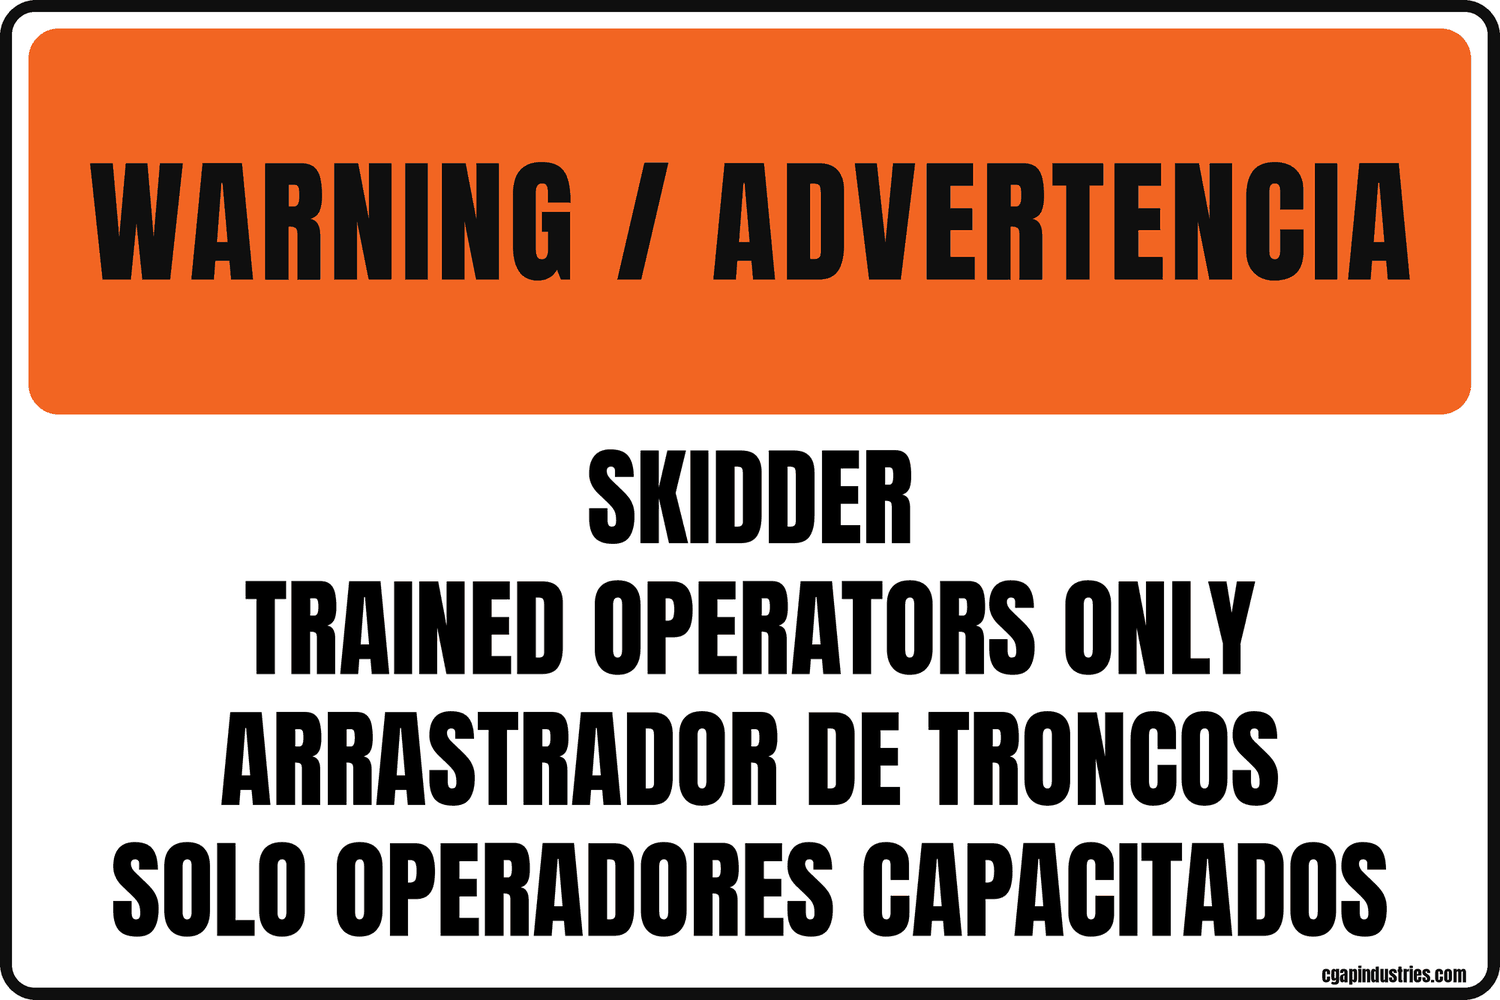 WARNING / ADVERTENCIA
SKIDDER
TRAINED OPERATORS ONLY
ARRASTRADOR DE TRONCOS
SOLO OPERADORES CAPACITADOS
cgapindustries.com